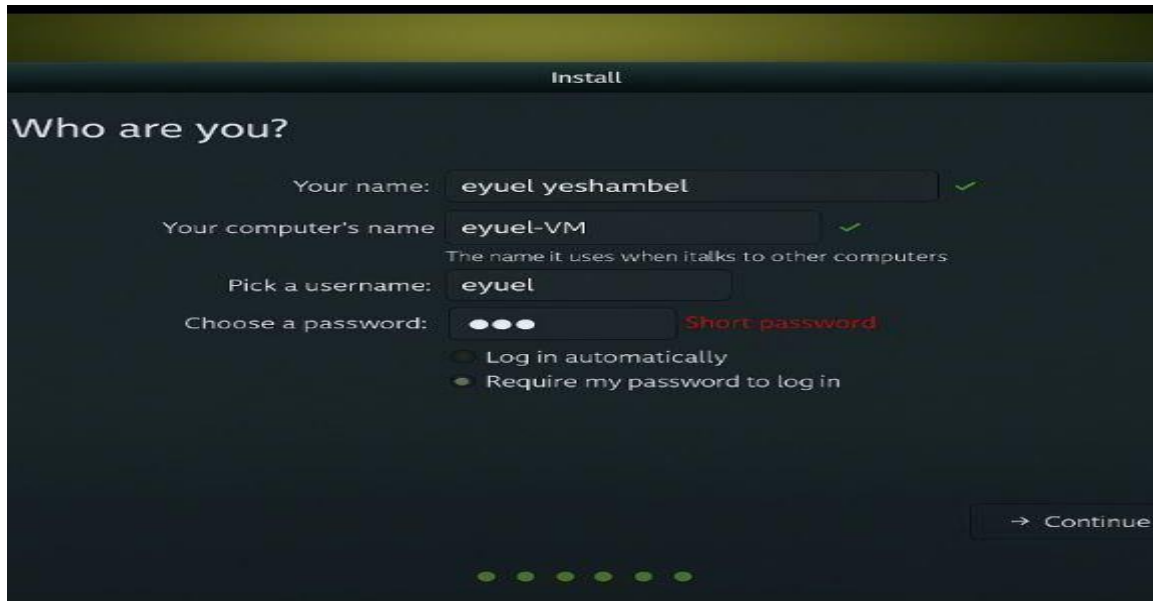 Install
Who are you?
Your name: eyuel yeshambel
Your computer's name eyuel-VM
The name it uses when italks to other computers
Pick a username: eyuel
Choose a password: ●●● Short password
Log in automatically
Require my password to log in
→ Continue